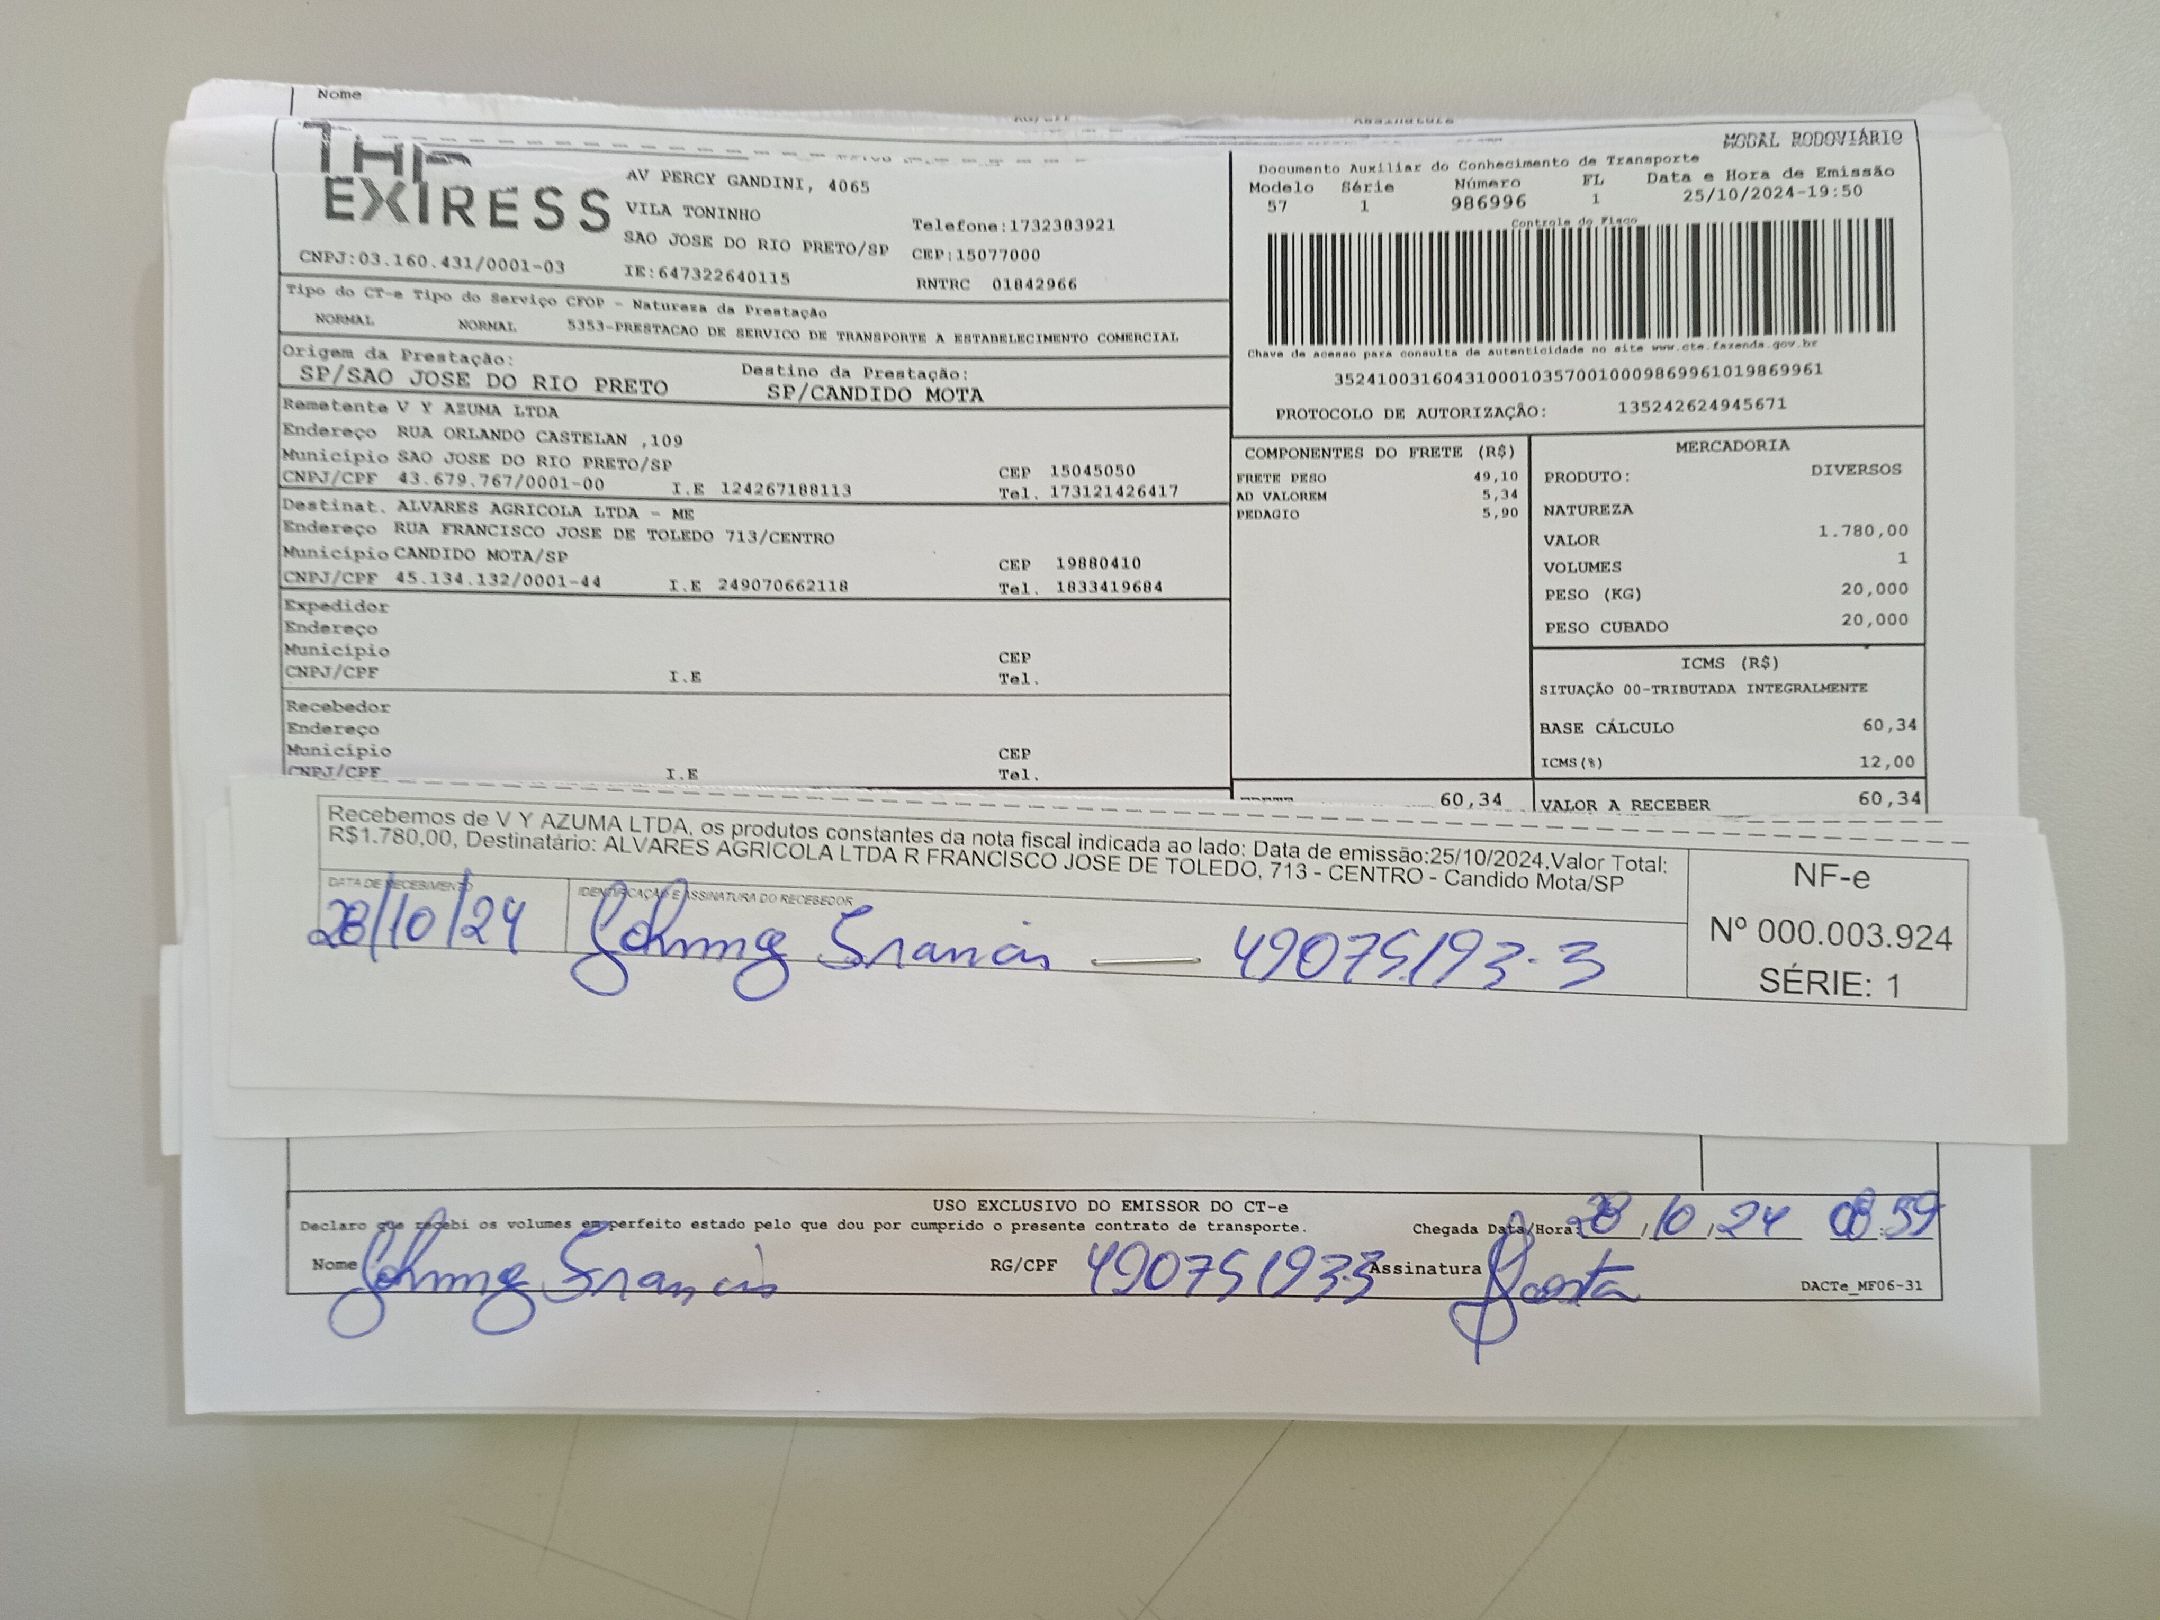 Nome
MODAL RODOVIÁRIO
EXPRESS
AV PERCY GANDINI, 4065
VILA TONINHO
SAO JOSE DO RIO PRETO/SP
Telefone:1732383921
CEP:15077000
CNPJ:03.160.431/0001-03
IE:647322640115
RNTRC 01842966
Documento Auxiliar do Conhecimento de Transporte
Modelo Série Número FL Data e Hora de Emissão
57 1 986996 1 25/10/2024-19:50
Controle do Fisco
Chave de acesso para consulta de autenticidade no site www.cte.fazenda.gov.br
35241003160431000103570010009869961019869961
PROTOCOLO DE AUTORIZAÇÃO: 135242624945671
Tipo do CT-e Tipo do Serviço CFOP - Natureza da Prestação
NORMAL NORMAL 5353-PRESTACAO DE SERVICO DE TRANSPORTE A ESTABELECIMENTO COMERCIAL
Origem da Prestação: Destino da Prestação:
SP/SAO JOSE DO RIO PRETO SP/CANDIDO MOTA
Remetente V Y AZUMA LTDA
Endereço RUA ORLANDO CASTELAN ,109
Município SAO JOSE DO RIO PRETO/SP CEP 15045050
CNPJ/CPF 43.679.767/0001-00 I.E 124267188113 Tel. 173121426417
Destinat. ALVARES AGRICOLA LTDA - ME
Endereço RUA FRANCISCO JOSE DE TOLEDO 713/CENTRO
Município CANDIDO MOTA/SP CEP 19880410
CNPJ/CPF 45.134.132/0001-44 I.E 249070662118 Tel. 1833419684
Expedidor
Endereço
Município CEP
CNPJ/CPF I.E Tel.
Recebedor
Endereço
Município CEP
CNPJ/CPF I.E Tel.
COMPONENTES DO FRETE (R$)
FRETE PESO 49,10
AD VALOREM 5,34
PEDAGIO 5,90
60,34
MERCADORIA
PRODUTO: DIVERSOS
NATUREZA
VALOR 1.780,00
VOLUMES 1
PESO (KG) 20,000
PESO CUBADO 20,000
ICMS (R$)
SITUAÇÃO 00-TRIBUTADA INTEGRALMENTE
BASE CÁLCULO 60,34
ICMS(%) 12,00
VALOR A RECEBER 60,34
Recebemos de V Y AZUMA LTDA, os produtos constantes da nota fiscal indicada ao lado; Data de emissão:25/10/2024,Valor Total:
R$1.780,00, Destinatário: ALVARES AGRICOLA LTDA R FRANCISCO JOSE DE TOLEDO, 713 - CENTRO - Candido Mota/SP
DATA DE RECEBIMENTO IDENTIFICAÇÃO E ASSINATURA DO RECEBEDOR
28/10/24 Francis 49075193-3
NF-e
Nº 000.003.924
SÉRIE: 1
USO EXCLUSIVO DO EMISSOR DO CT-e
Declaro que recebi os volumes em perfeito estado pelo que dou por cumprido o presente contrato de transporte. Chegada Data/Hora: 28/10/24 08:59
Nome Francis RG/CPF 49075193-3 Assinatura
DACTe_MF06-31